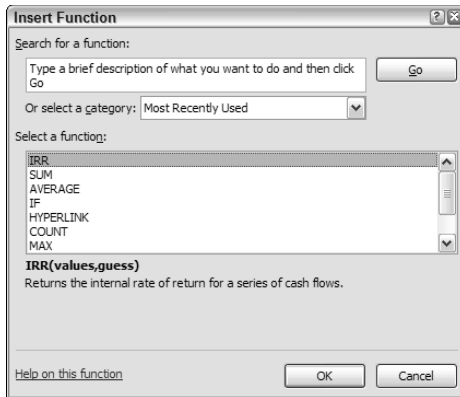 Insert Function
Search for a function:
Type a brief description of what you want to do and then click
Go
Go
Or select a category: Most Recently Used
Select a function:
IRR
SUM
AVERAGE
IF
HYPERLINK
COUNT
MAX
IRR(values,guess)
Returns the internal rate of return for a series of cash flows.
Help on this function
OK
Cancel